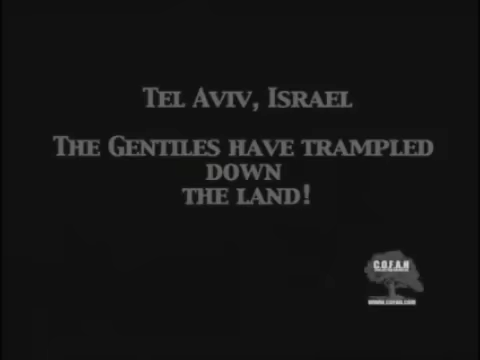 Tel Aviv, Israel
The Gentiles have trampled
down
the land!
C.O.F.A.H